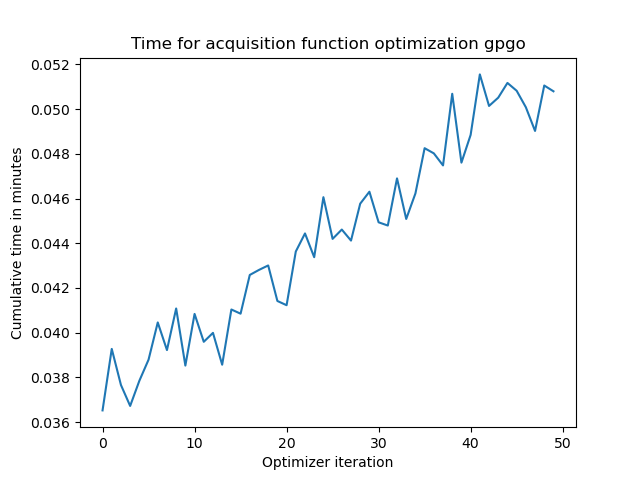 Time for acquisition function optimization gpgo
0.052
0.050
0.048
0.046
0.044
0.042
0.040
0.038
0.036
Cumulative time in minutes
0 10 20 30 40 50
Optimizer iteration